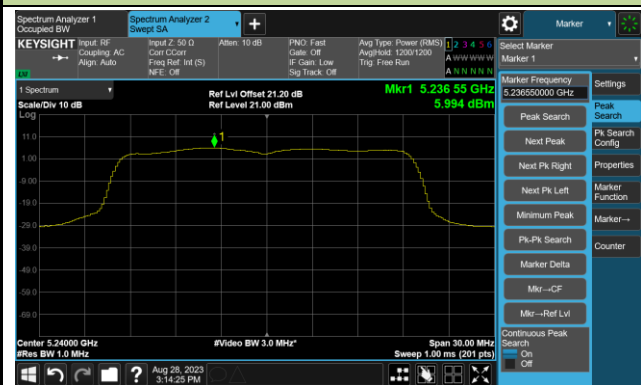 Spectrum Analyzer 1
Occupied BW
Spectrum Analyzer 2
Swept SA
Marker
KEYSIGHT
Input: RF
Coupling: AC
Align: Auto
Input Z: 50 Ω
Corr CCorr
Freq Ref: Int (S)
NFE: Off
Atten: 10 dB
PNO: Fast
Gate: Off
IF Gain: Low
Sig Track: Off
Avg Type: Power (RMS)
Avg|Hold: 1200/1200
Trig: Free Run
1 2 3 4 5 6
A W W W W W
A N N N N N
Select Marker
Marker 1
1 Spectrum
Scale/Div 10 dB
Log
Ref Lvl Offset 21.20 dB
Ref Level 21.00 dBm
Mkr1 5.236 55 GHz
5.994 dBm
11.0
1.00
-9.00
-19.0
-29.0
-39.0
-49.0
-59.0
-69.0
1
Center 5.24000 GHz
#Res BW 1.0 MHz
#Video BW 3.0 MHz*
Span 30.00 MHz
Sweep 1.00 ms (201 pts)
Marker Frequency
5.236550000 GHz
Peak Search
Next Peak
Next Pk Right
Next Pk Left
Minimum Peak
Pk-Pk Search
Marker Delta
Mkr→CF
Mkr→Ref Lvl
Continuous Peak
Search
On
Off
Settings
Peak
Search
Pk Search
Config
Properties
Marker
Function
Marker→
Counter
?
Aug 28, 2023
3:14:25 PM